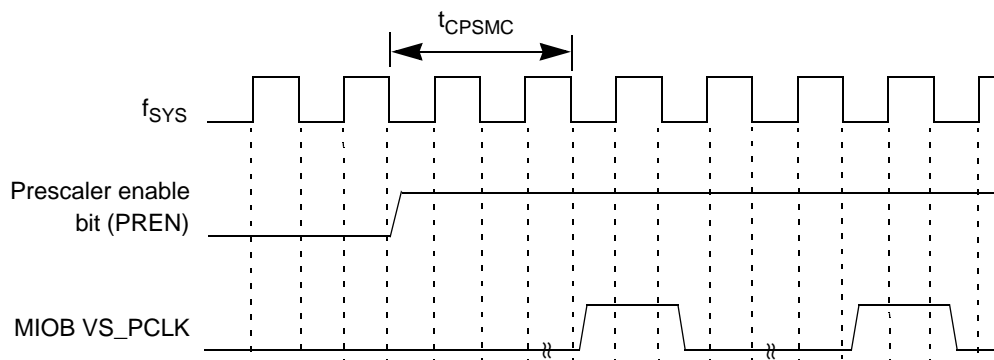 tCPSMC
fSYS
Prescaler enable
bit (PREN)
MIOB VS_PCLK